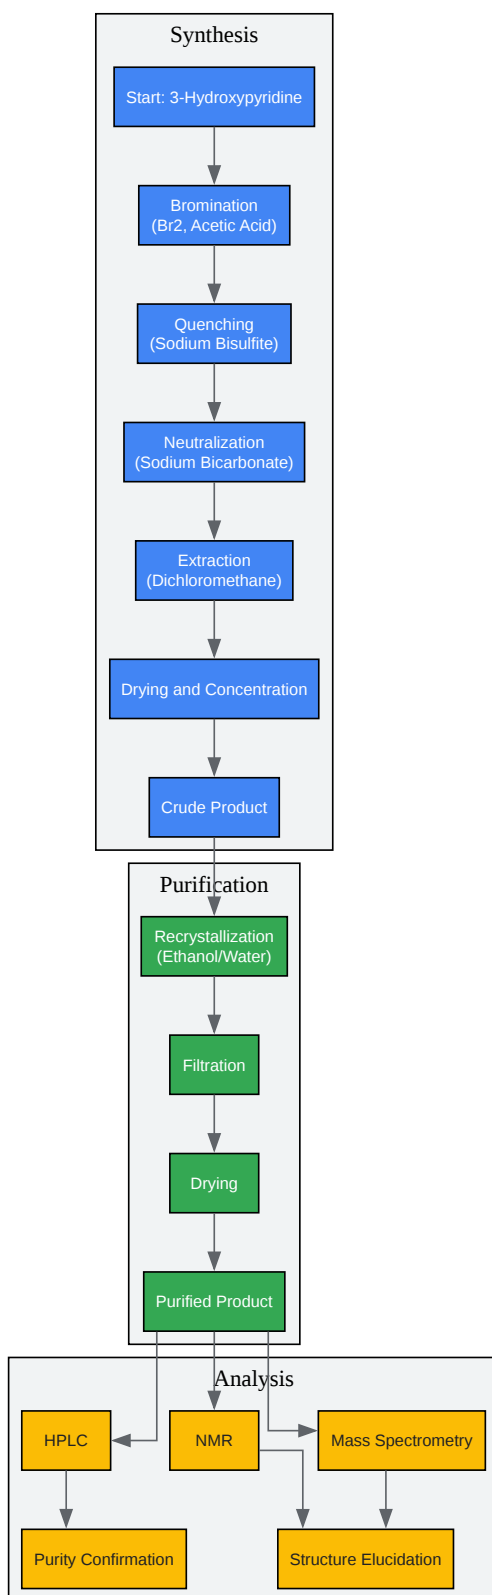 Synthesis
Start: 3-Hydroxypyridine
Bromination
(Br2, Acetic Acid)
Quenching
(Sodium Bisulfite)
Neutralization
(Sodium Bicarbonate)
Extraction
(Dichloromethane)
Drying and Concentration
Crude Product
Purification
Recrystallization
(Ethanol/Water)
Filtration
Drying
Purified Product
Analysis
HPLC
NMR
Mass Spectrometry
Purity Confirmation
Structure Elucidation